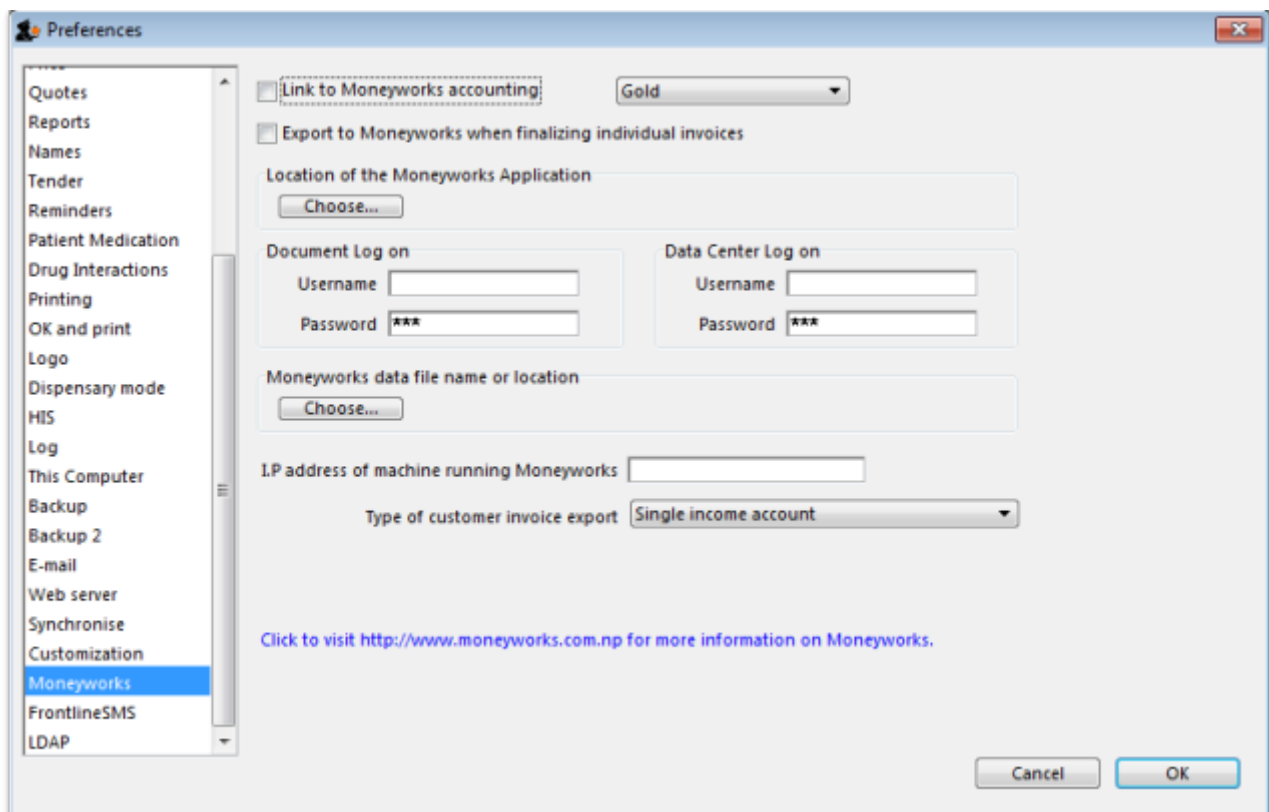 Preferences
Quotes
Reports
Names
Tender
Reminders
Patient Medication
Drug Interactions
Printing
OK and print
Logo
Dispensary mode
HIS
Log
This Computer
Backup
Backup 2
E-mail
Web server
Synchronise
Customization
Moneyworks
FrontlineSMS
LDAP
Link to Moneyworks accounting Gold
Export to Moneyworks when finalizing individual invoices
Location of the Moneyworks Application
Choose...
Document Log on
Username
Password ***
Data Center Log on
Username
Password ***
Moneyworks data file name or location
Choose...
I.P address of machine running Moneyworks
Type of customer invoice export Single income account
Click to visit http://www.moneyworks.com.np for more information on Moneyworks.
Cancel OK